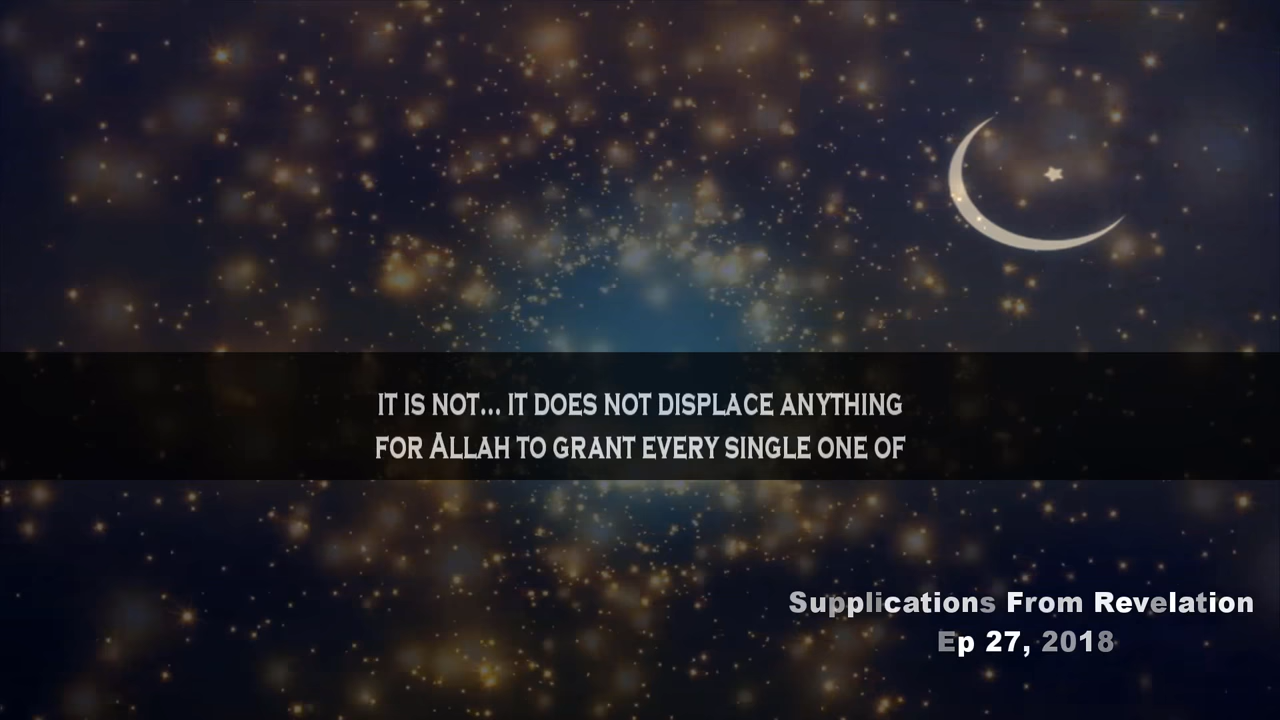 IT IS NOT... IT DOES NOT DISPLACE ANYTHING
FOR ALLAH TO GRANT EVERY SINGLE ONE OF
Supplications From Revelation
Ep 27, 2018